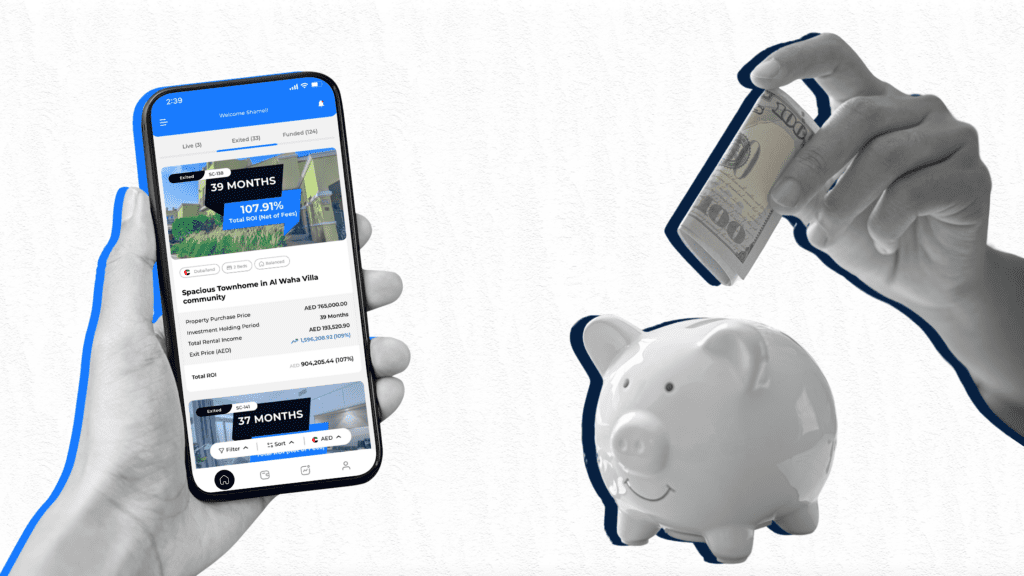 2:39
Welcome Shamsil
Live (3) Exited (33) Funded (124)
Exited SC-138
39 MONTHS
107.91%
Total ROI (Net of Fees)
2 Beds
Spacious Townhome in Al Waha Villa
community
Property Purchase Price AED 765,000.00
Investment Holding Period 39 Months
Total Rental Income AED 193,520.90
Exit Price (AED) 1,596,208.92 (109%)
Total ROI AED 904,205.44 (107%)
Exited SC-141
37 MONTHS
Filter Sort AED
100